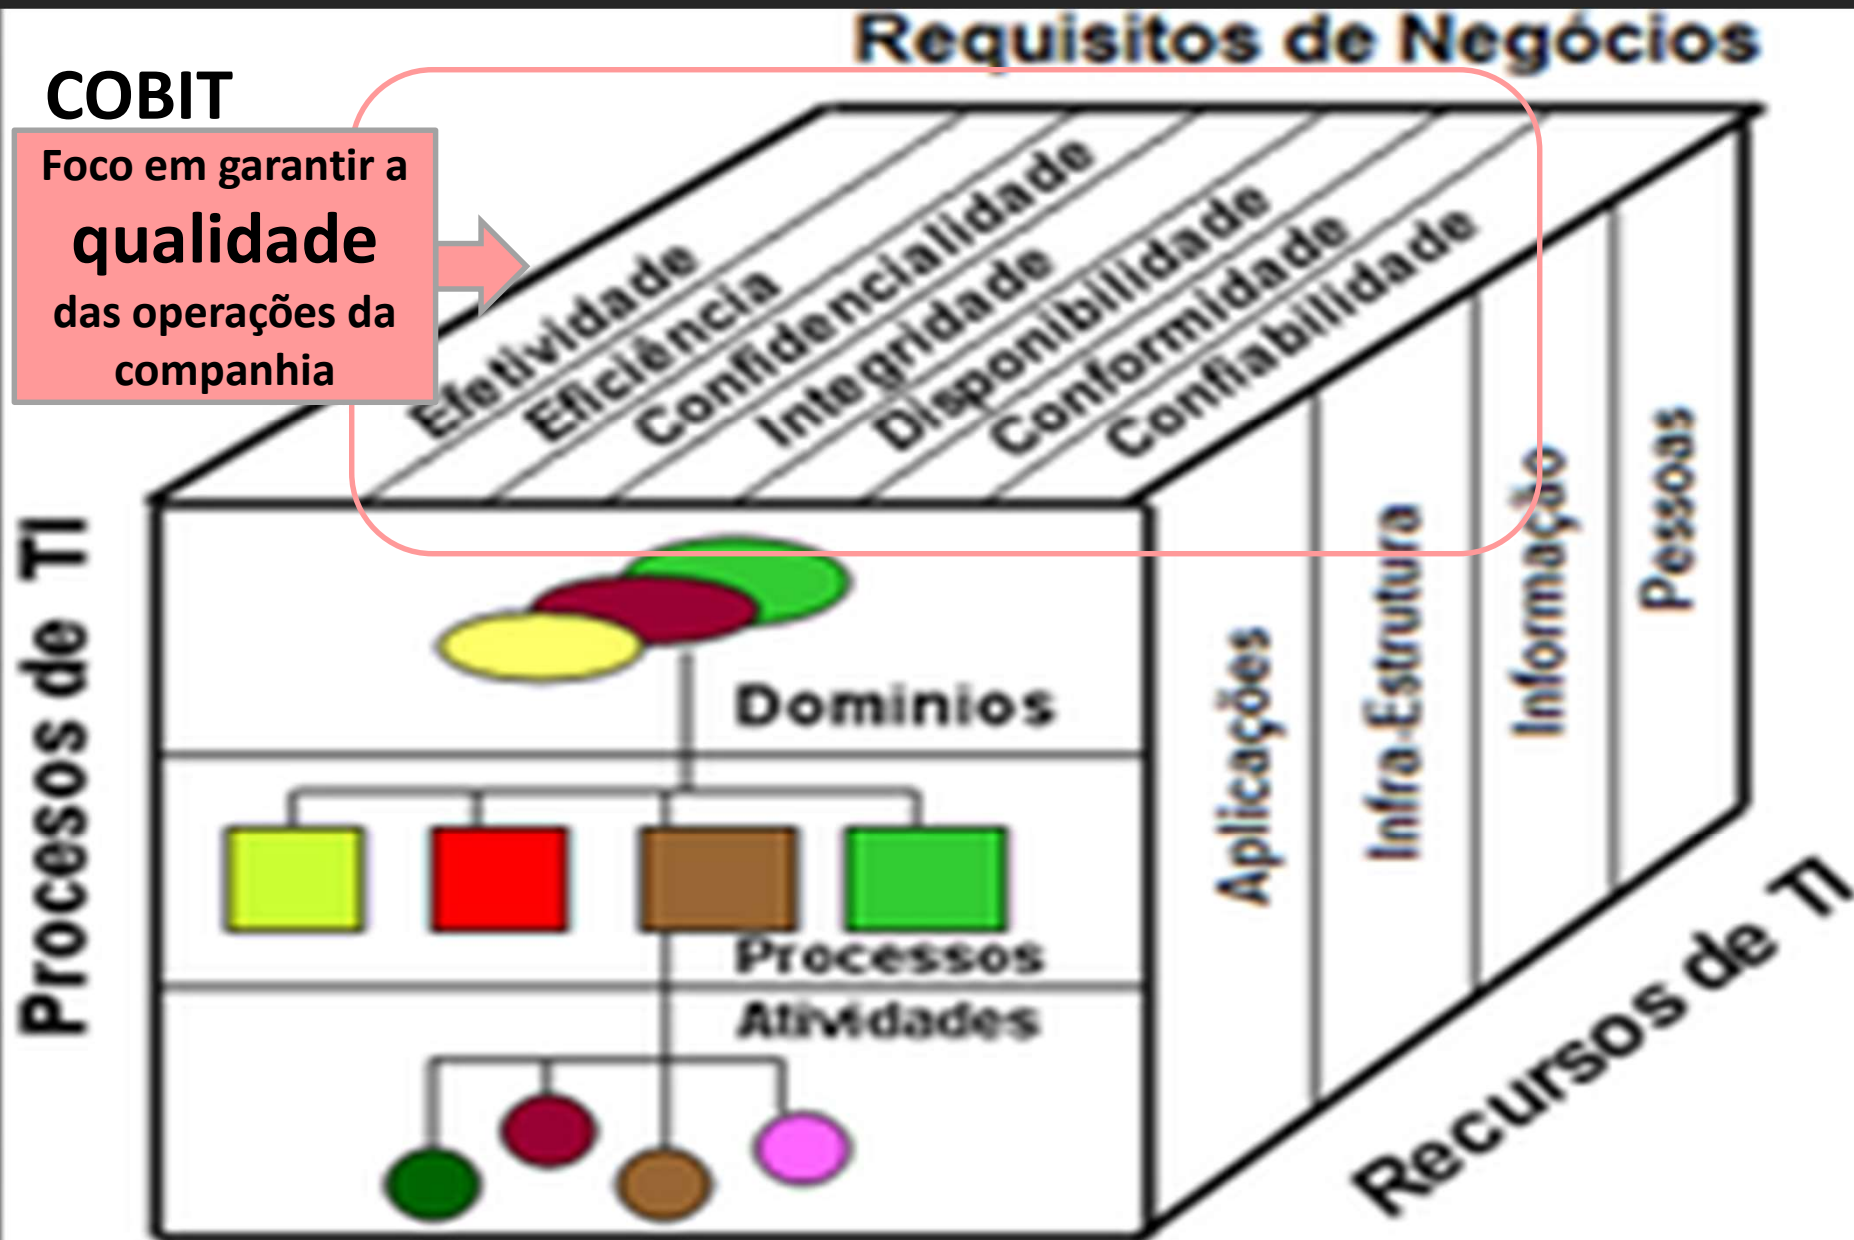 Requisitos de Negócios
COBIT
Foco em garantir a
qualidade
das operações da
companhia
Efetividade
Eficiência
Confidencialidade
Integridade
Disponibilidade
Conformidade
Confiabilidade
Processos de TI
Dominios
Processos
Atividades
Aplicações
Infra-Estrutura
Informação
Pessoas
Recursos de TI